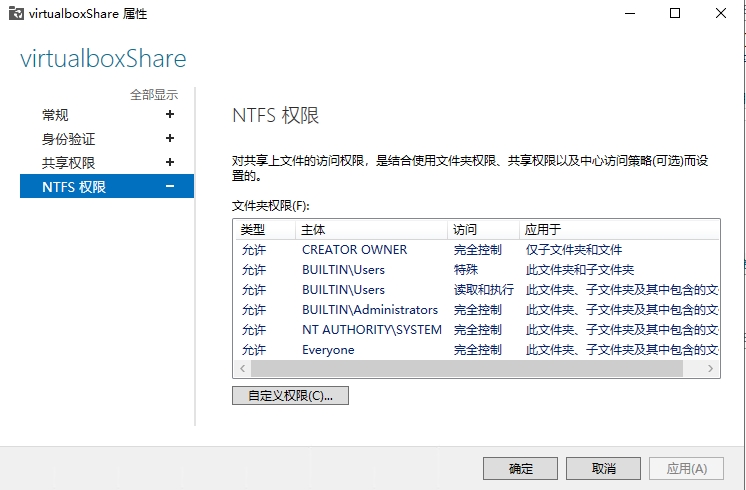 virtualboxShare 属性
virtualboxShare
全部显示
常规 +
身份验证 +
共享权限 +
NTFS 权限 −
NTFS 权限
对共享上文件的访问权限，是结合使用文件夹权限、共享权限以及中心访问策略(可选)而设
置的。
文件夹权限(F):
类型 主体 访问 应用于
允许 CREATOR OWNER 完全控制 仅子文件夹和文件
允许 BUILTIN\Users 特殊 此文件夹和子文件夹
允许 BUILTIN\Users 读取和执行 此文件夹、子文件夹及其中包含的文
允许 BUILTIN\Administrators 完全控制 此文件夹、子文件夹及其中包含的文
允许 NT AUTHORITY\SYSTEM 完全控制 此文件夹、子文件夹及其中包含的文
允许 Everyone 完全控制 此文件夹、子文件夹及其中包含的文
自定义权限(C)...
确定 取消 应用(A)